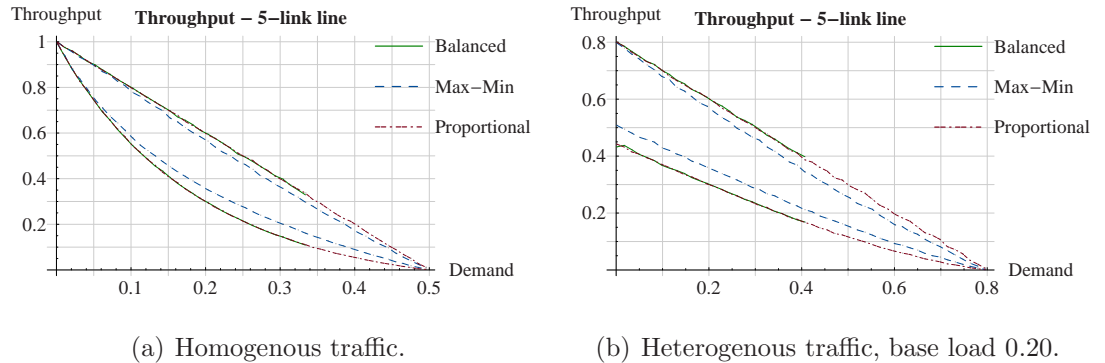 Throughput
Throughput − 5−link line
1
0.8
0.6
0.4
0.2
0.1
0.2
0.3
0.4
0.5
Demand
Balanced
Max−Min
Proportional
(a) Homogenous traffic.
Throughput
Throughput − 5−link line
0.8
0.6
0.4
0.2
0.2
0.4
0.6
0.8
Demand
Balanced
Max−Min
Proportional
(b) Heterogenous traffic, base load 0.20.